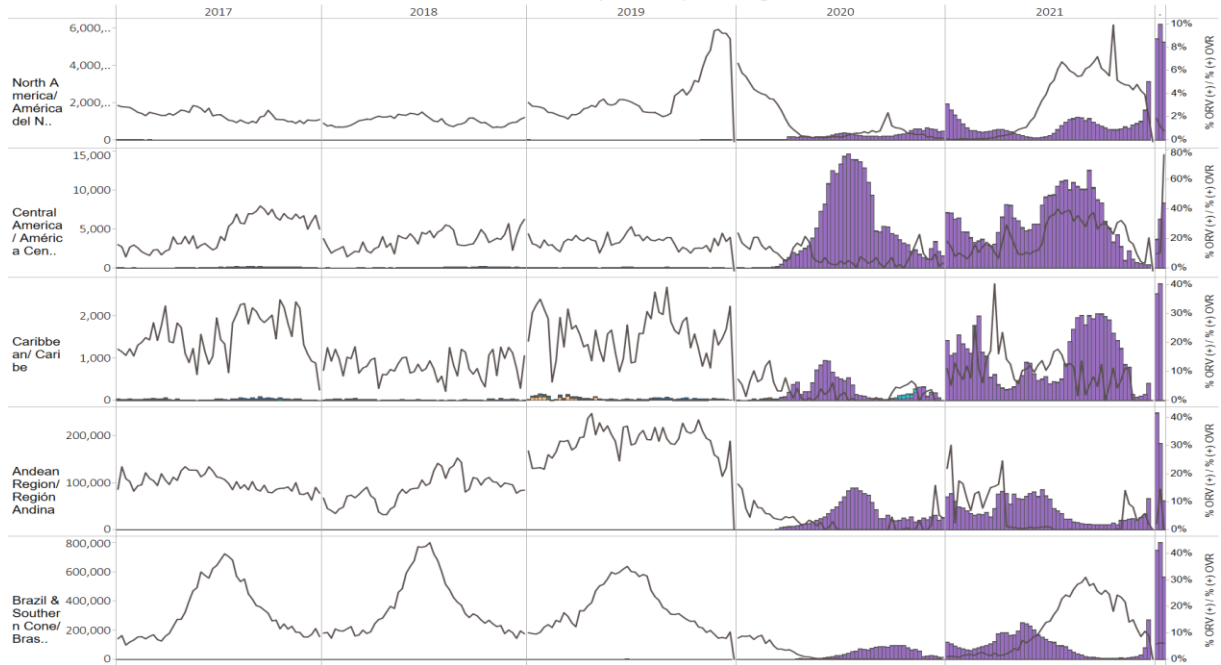 2017 2018 2019 2020 2021 .
6,000,..
4,000,..
2,000,..
0
North A
merica/
América
del N..
10%
8%
6%
4%
2%
0%
% ORV (+) / % (+) OVR
15,000
10,000
5,000
0
Central
America
/ Améric
a Cen..
80%
60%
40%
20%
0%
% ORV (+) / % (+) OVR
2,000
1,000
0
Caribbe
an/ Cari
be
40%
30%
20%
10%
0%
% ORV (+) / % (+) OVR
200,000
100,000
0
Andean
Region/
Región
Andina
40%
30%
20%
10%
0%
% ORV (+) / % (+) OVR
800,000
600,000
400,000
200,000
0
Brazil &
Souther
n Cone/
Bras..
40%
30%
20%
10%
0%
% ORV (+) / % (+) OVR